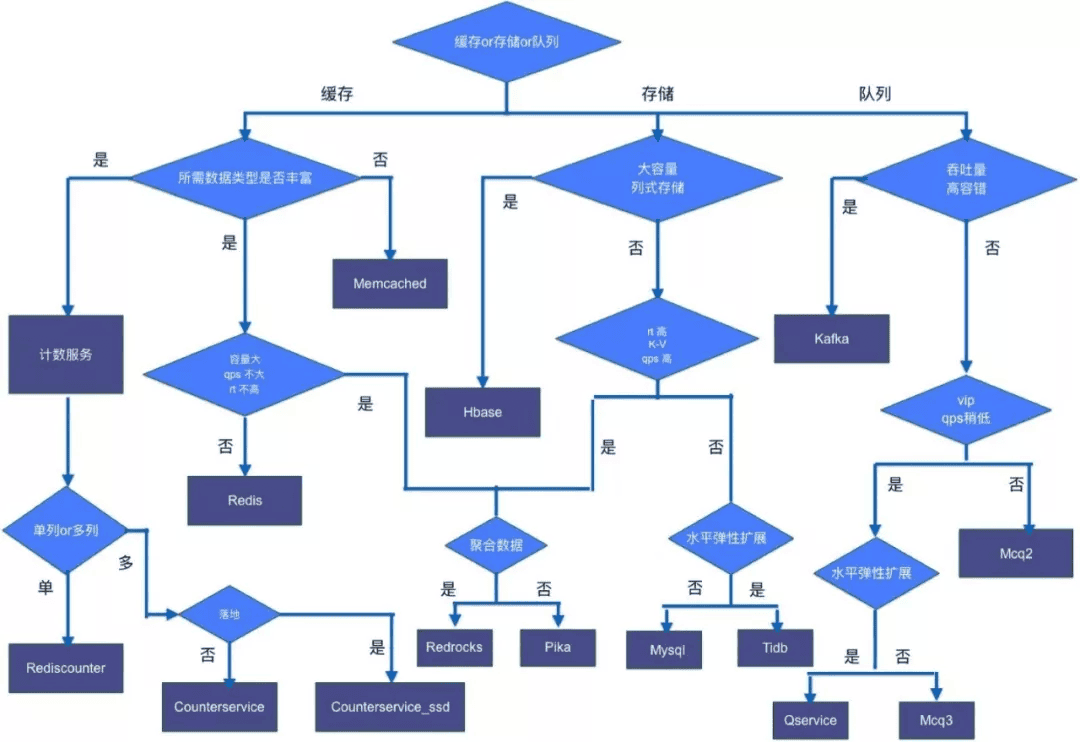 缓存or存储or队列
缓存
存储
队列
是
所需数据类型是否丰富
否
大容量
列式存储
吞吐量
高容错
是
是
是
否
否
Memcached
计数服务
容量大
qps 不大
rt 不高
rt 高
K-V
qps 高
Kafka
是
Hbase
vip
qps稍低
否
是
否
是
否
Redis
单列or多列
聚合数据
水平弹性扩展
Mcq2
水平弹性扩展
多
单
是
否
否
是
落地
Redrocks
Pika
Mysql
Tidb
否
是
是
否
Rediscounter
Counterservice
Counterservice_ssd
Qservice
Mcq3